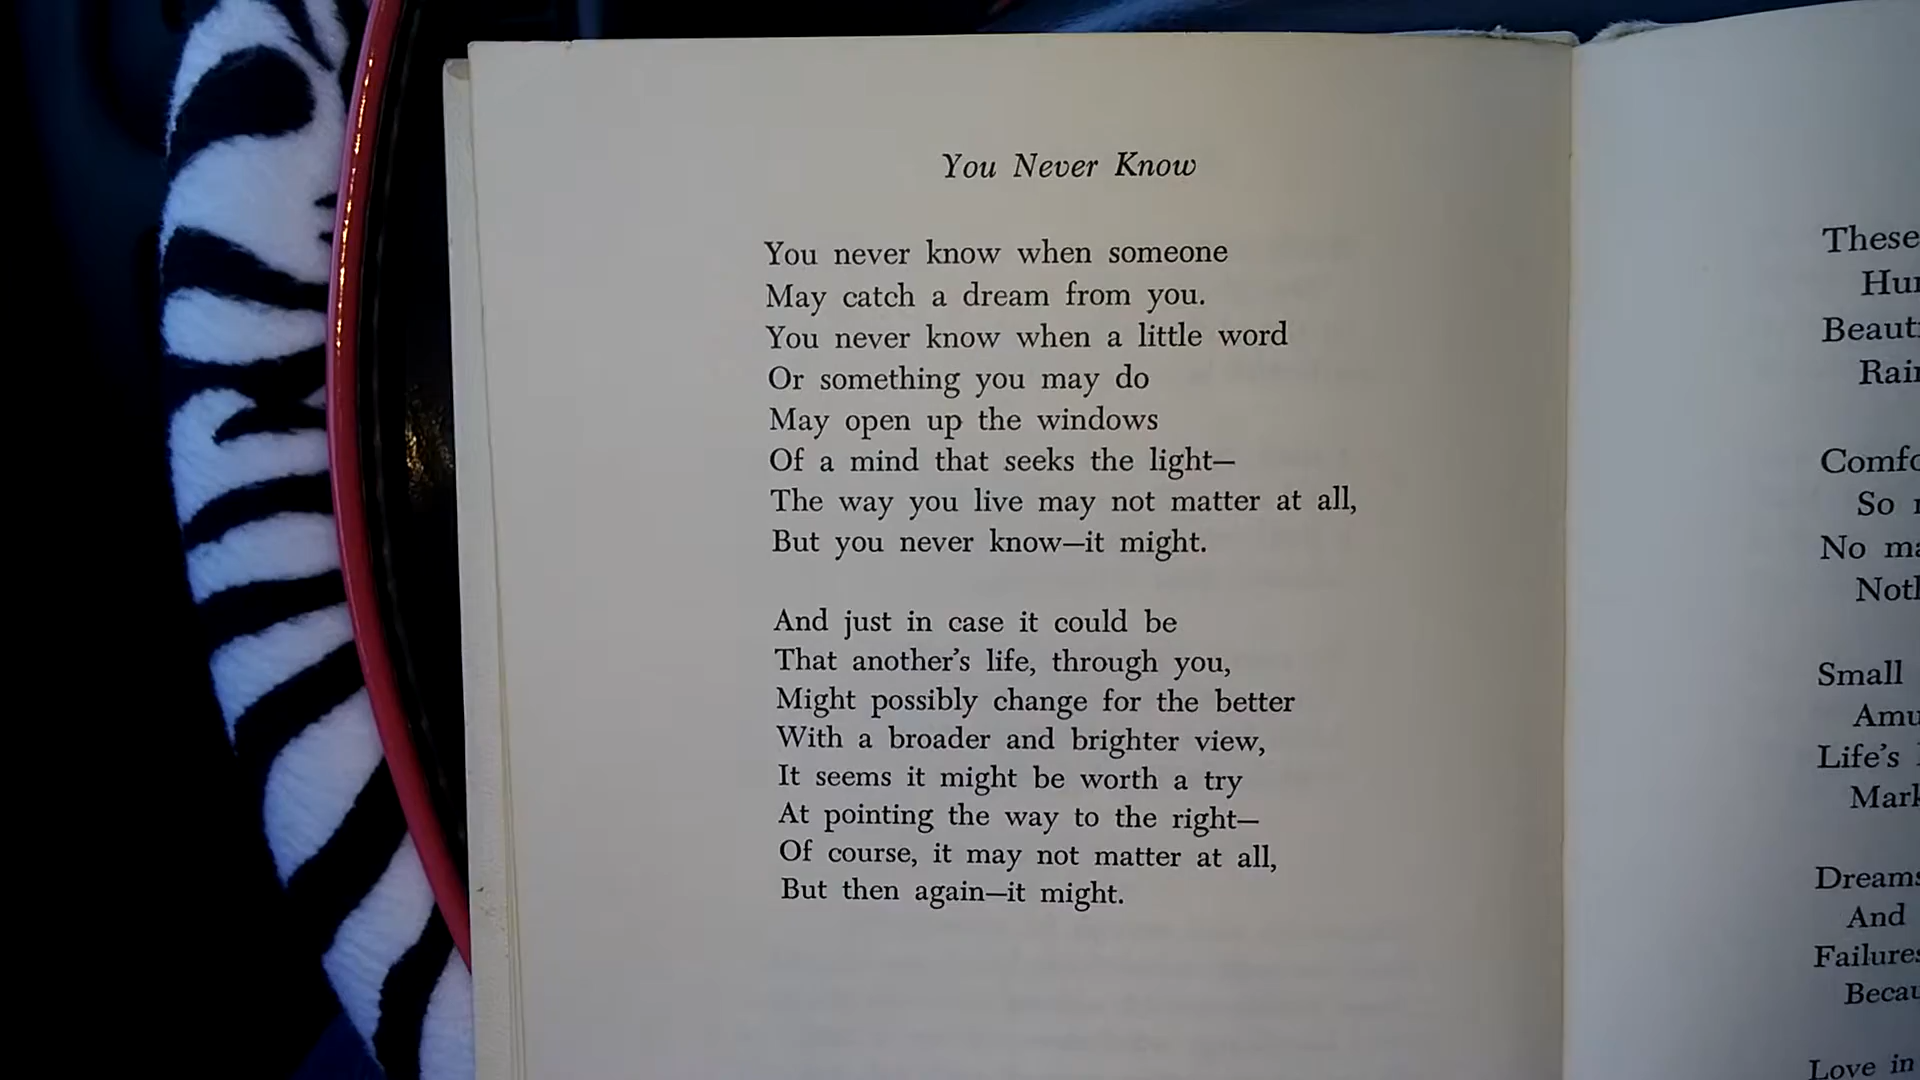 You Never Know
You never know when someone
May catch a dream from you.
You never know when a little word
Or something you may do
May open up the windows
Of a mind that seeks the light—
The way you live may not matter at all,
But you never know—it might.
And just in case it could be
That another's life, through you,
Might possibly change for the better
With a broader and brighter view,
It seems it might be worth a try
At pointing the way to the right—
Of course, it may not matter at all,
But then again—it might.
These
So
No
Small
Life's
Dreams
And
Love in